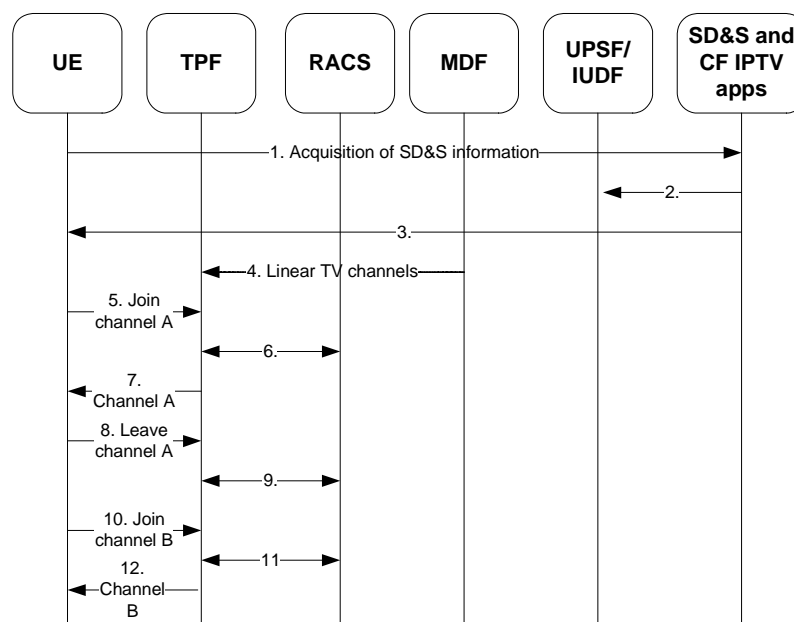 UE
TPF
RACS
MDF
UPSF/
IUDF
SD&S and
CF IPTV
apps
1. Acquisition of SD&S information
2.
3.
4. Linear TV channels
5. Join
channel A
6.
7.
Channel A
8. Leave
channel A
9.
10. Join
channel B
11
12.
Channel
B